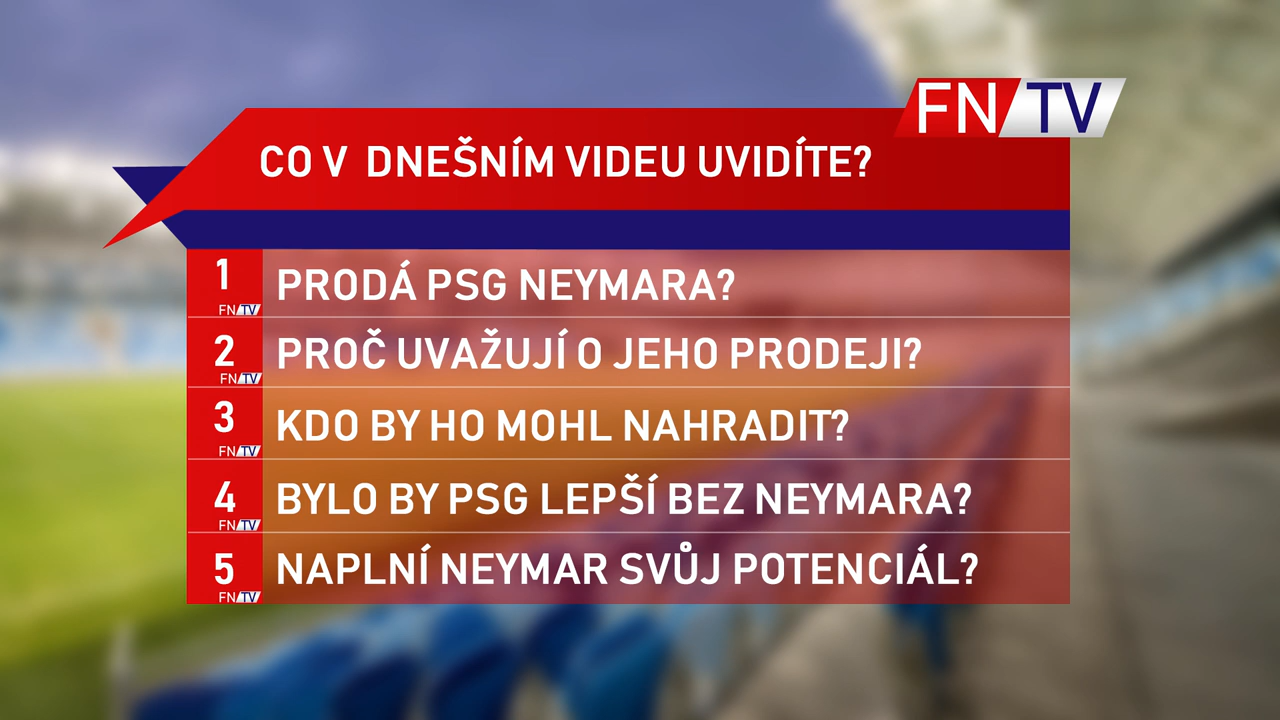 FN/TV
CO V DNEŠNÍM VIDEU UVIDÍTE?
1 PRODÁ PSG NEYMARA?
FN/TV
2 PROČ UVAŽUJÍ O JEHO PRODEJI?
FN/TV
3 KDO BY HO MOHL NAHRADIT?
FN/TV
4 BYLO BY PSG LEPŠÍ BEZ NEYMARA?
FN/TV
5 NAPLNÍ NEYMAR SVŮJ POTENCIÁL?
FN/TV